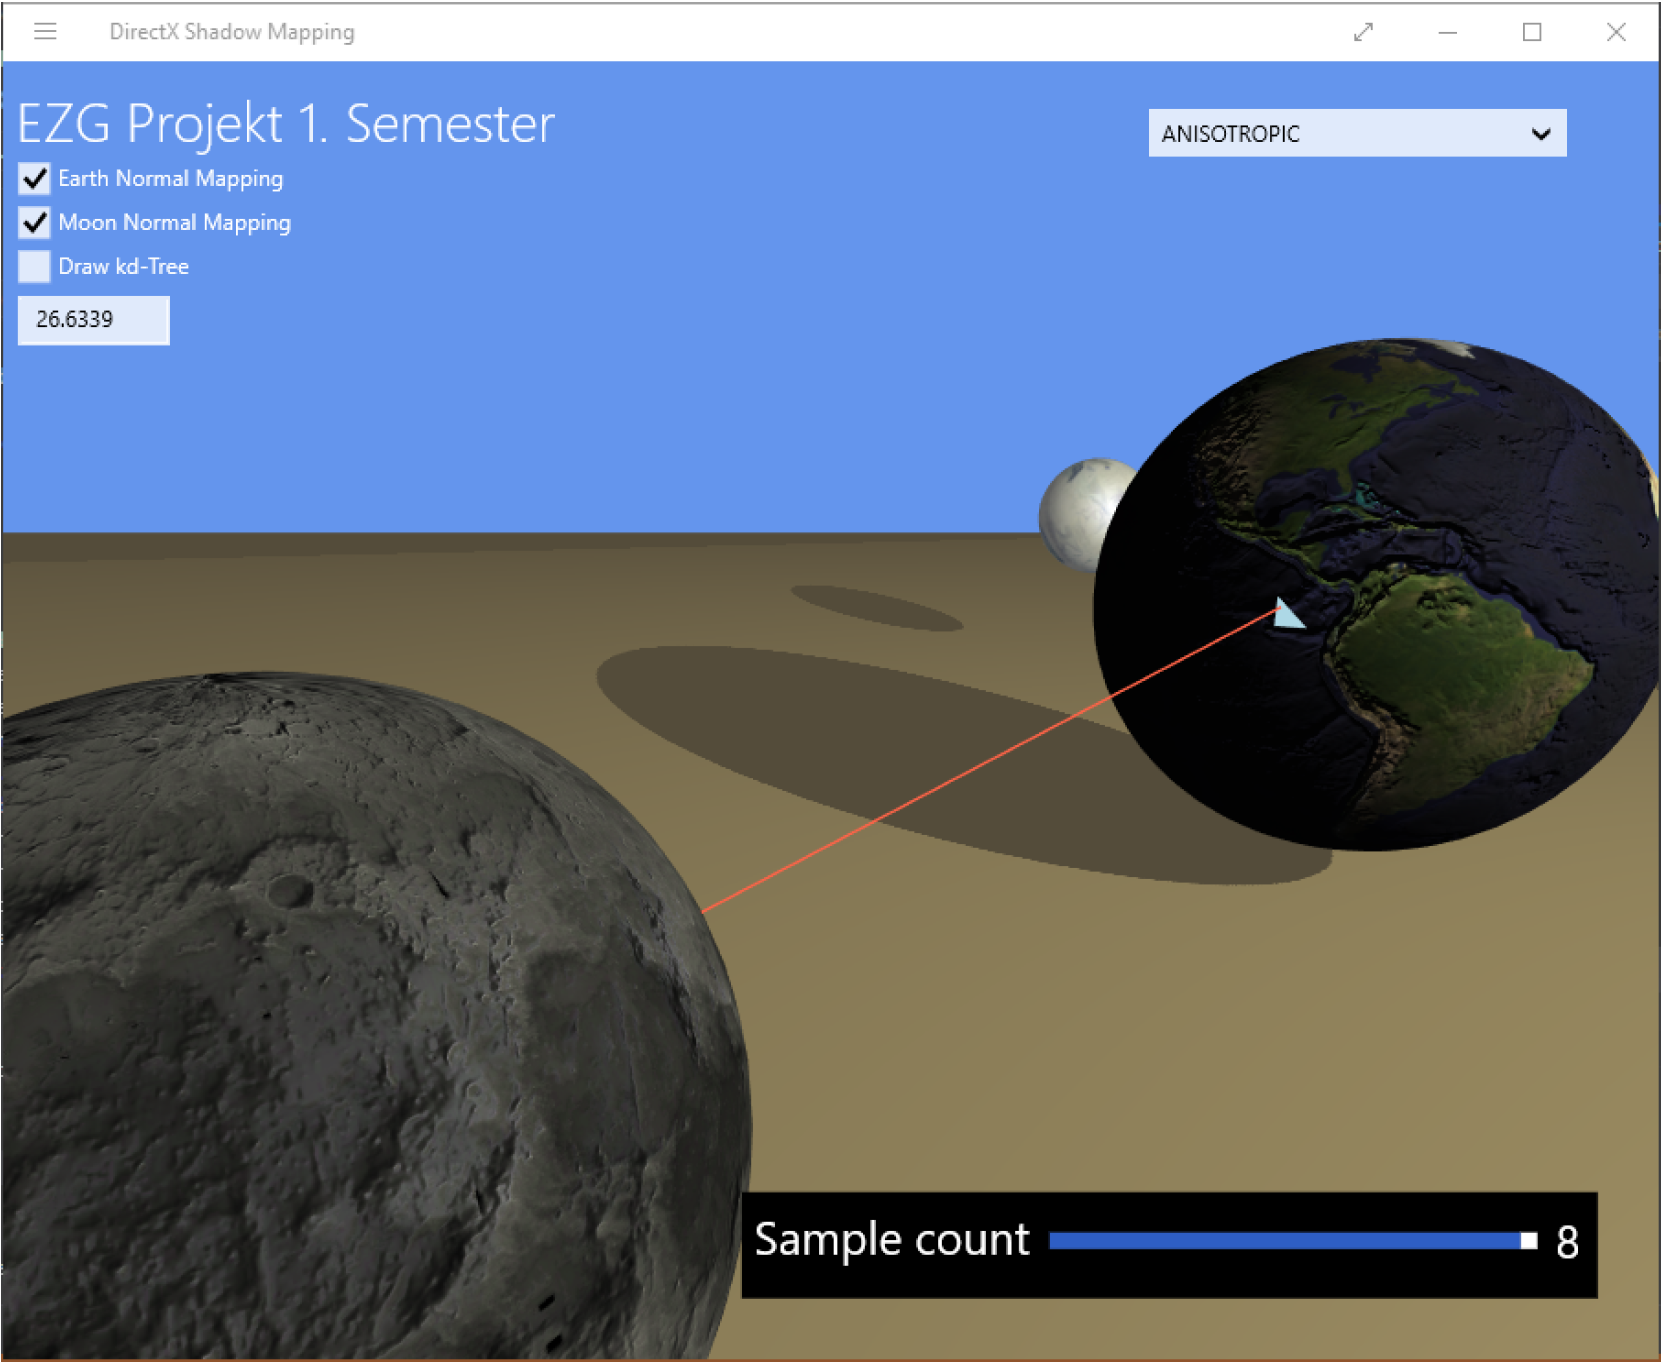 DirectX Shadow Mapping
EZG Projekt 1. Semester
ANISOTROPIC
Earth Normal Mapping
Moon Normal Mapping
Draw kd-Tree
26.6339
Sample count 8